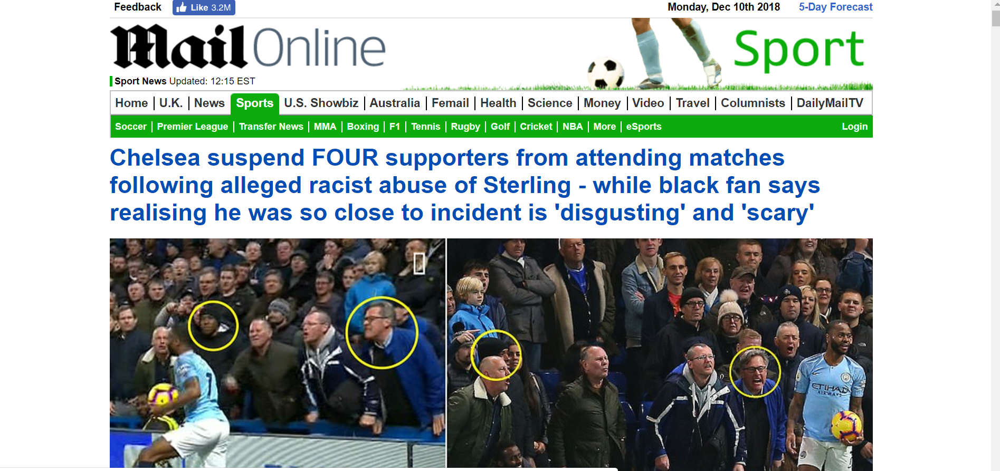 Feedback Like 3.2M Monday, Dec 10th 2018 5-Day Forecast
Mail Online Sport
Sport News Updated: 12:15 EST
Home U.K. News Sports U.S. Showbiz Australia Femail Health Science Money Video Travel Columnists DailyMailTV
Soccer Premier League Transfer News MMA Boxing F1 Tennis Rugby Golf Cricket NBA More eSports Login
Chelsea suspend FOUR supporters from attending matches
following alleged racist abuse of Sterling - while black fan says
realising he was so close to incident is 'disgusting' and 'scary'
7
ETIHAD
AIRWAYS